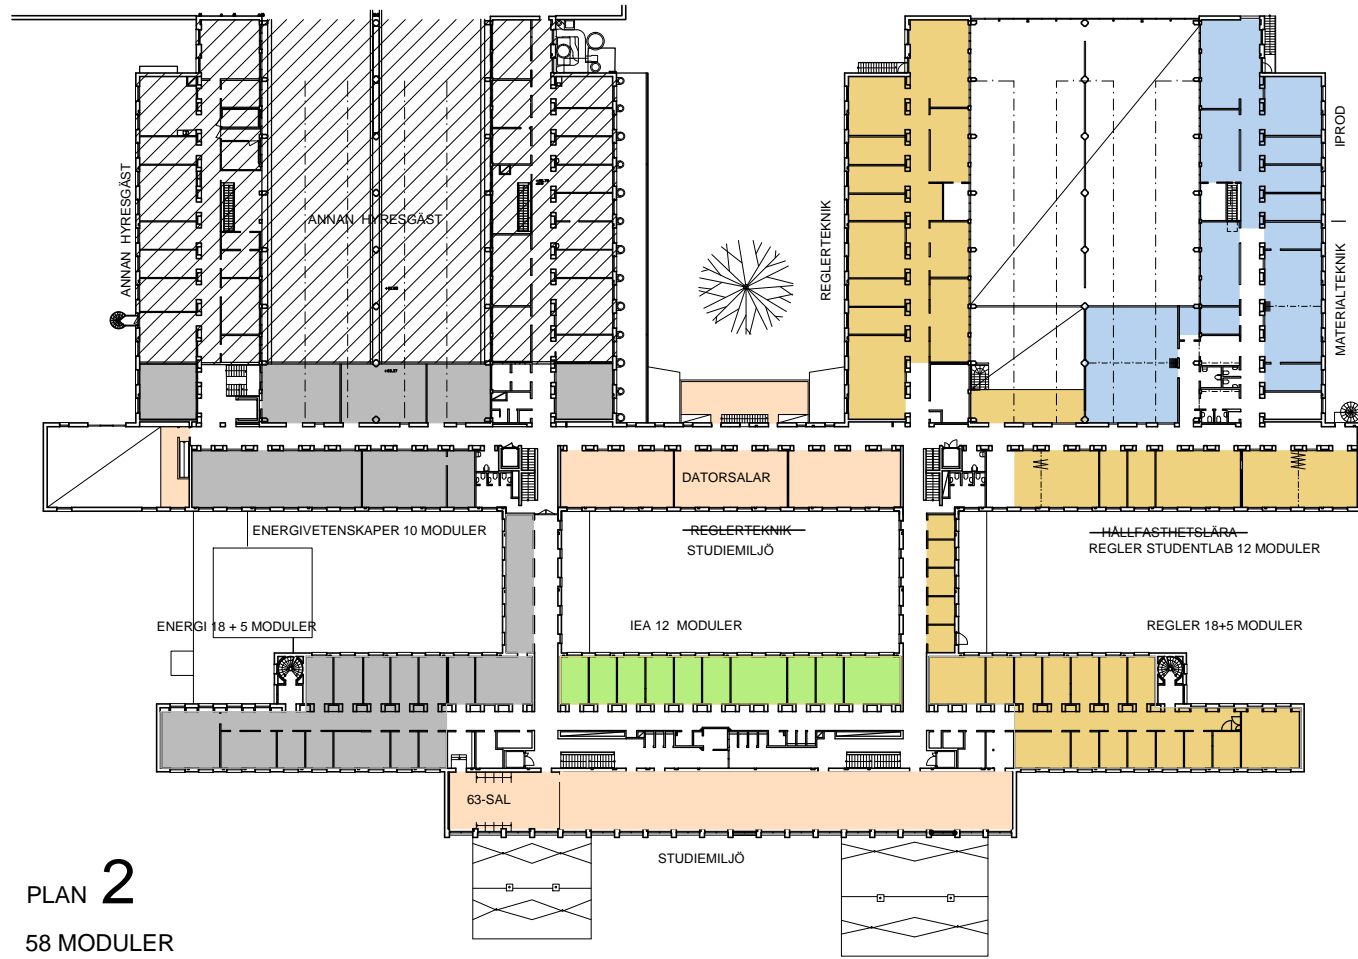 ANNAN HYRESGÄST
ANNAN HYRESGÄST
REGLERTEKNIK
IPROD
MATERIALTEKNIK
DATORSALAR
ENERGIVETENSKAPER 10 MODULER
REGLERTEKNIK
STUDIEMILJÖ
HÅLLFASTHETSLÄRA
REGLER STUDENTLAB 12 MODULER
ENERGI 18 + 5 MODULER
IEA 12 MODULER
REGLER 18+5 MODULER
63-SAL
STUDIEMILJÖ
PLAN 2
58 MODULER